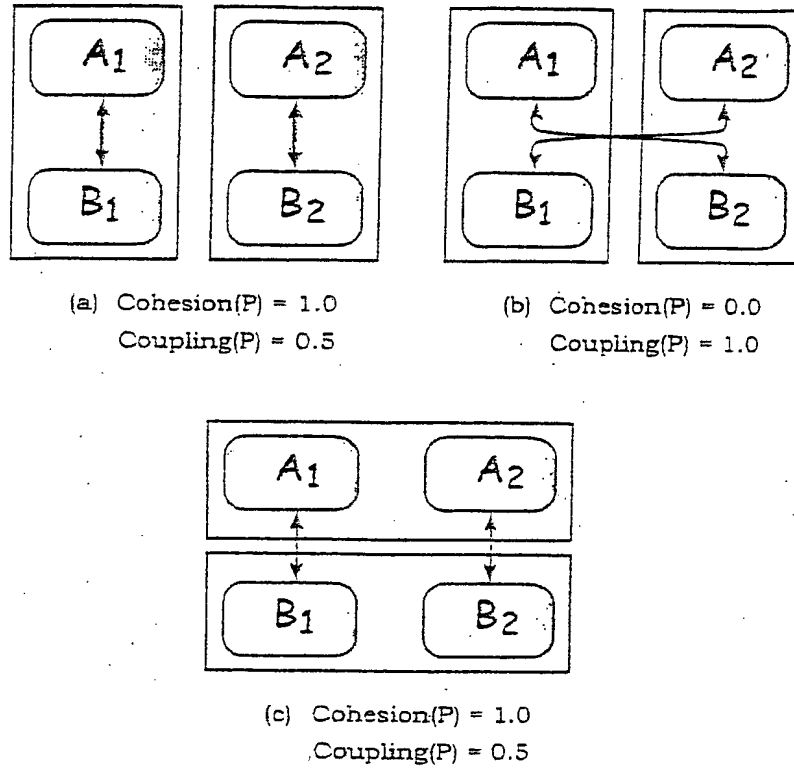 A1 A2 A1 A2
B1 B2 B1 B2
(a) Cohesion(P) = 1.0
Coupling(P) = 0.5
(b) Cohesion(P) = 0.0
Coupling(P) = 1.0
A1 A2
B1 B2
(c) Cohesion(P) = 1.0
Coupling(P) = 0.5